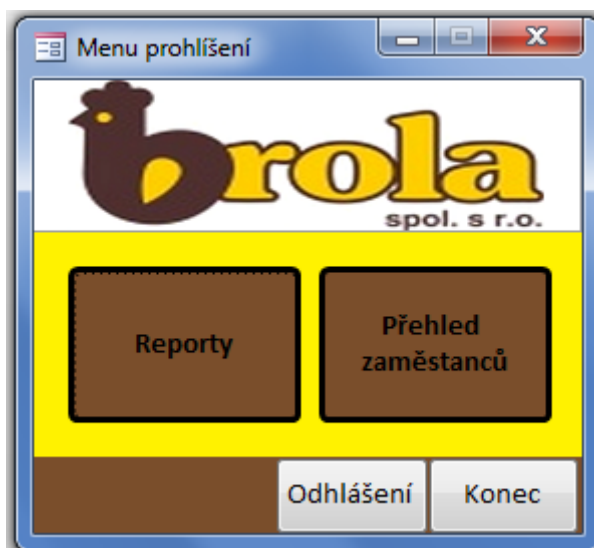 Menu prohlíšení
brola
spol. s r.o.
Reporty
Přehled
zaměstanců
Odhlášení
Konec